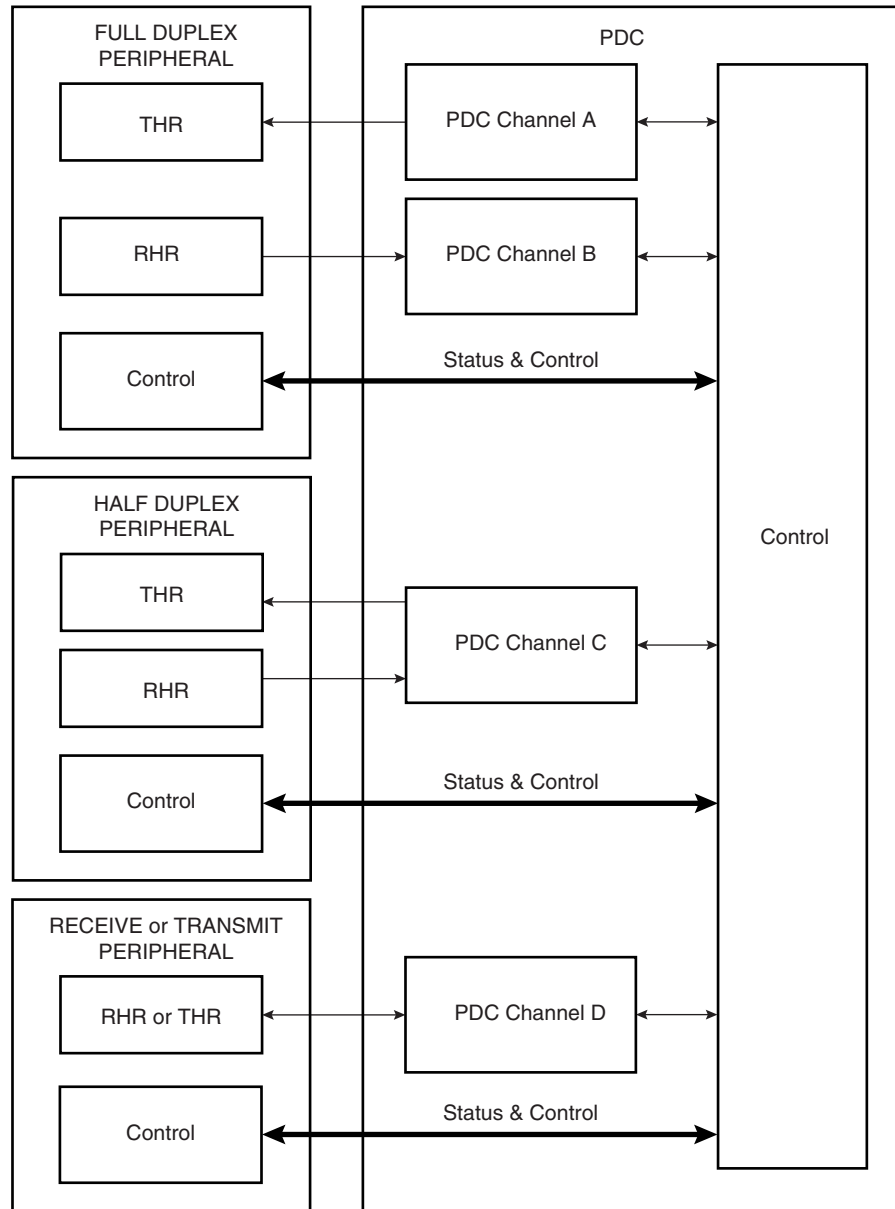 FULL DUPLEX
PERIPHERAL
THR
RHR
Control
PDC
PDC Channel A
PDC Channel B
Status & Control
HALF DUPLEX
PERIPHERAL
THR
RHR
Control
PDC Channel C
Status & Control
Control
RECEIVE or TRANSMIT
PERIPHERAL
RHR or THR
Control
PDC Channel D
Status & Control